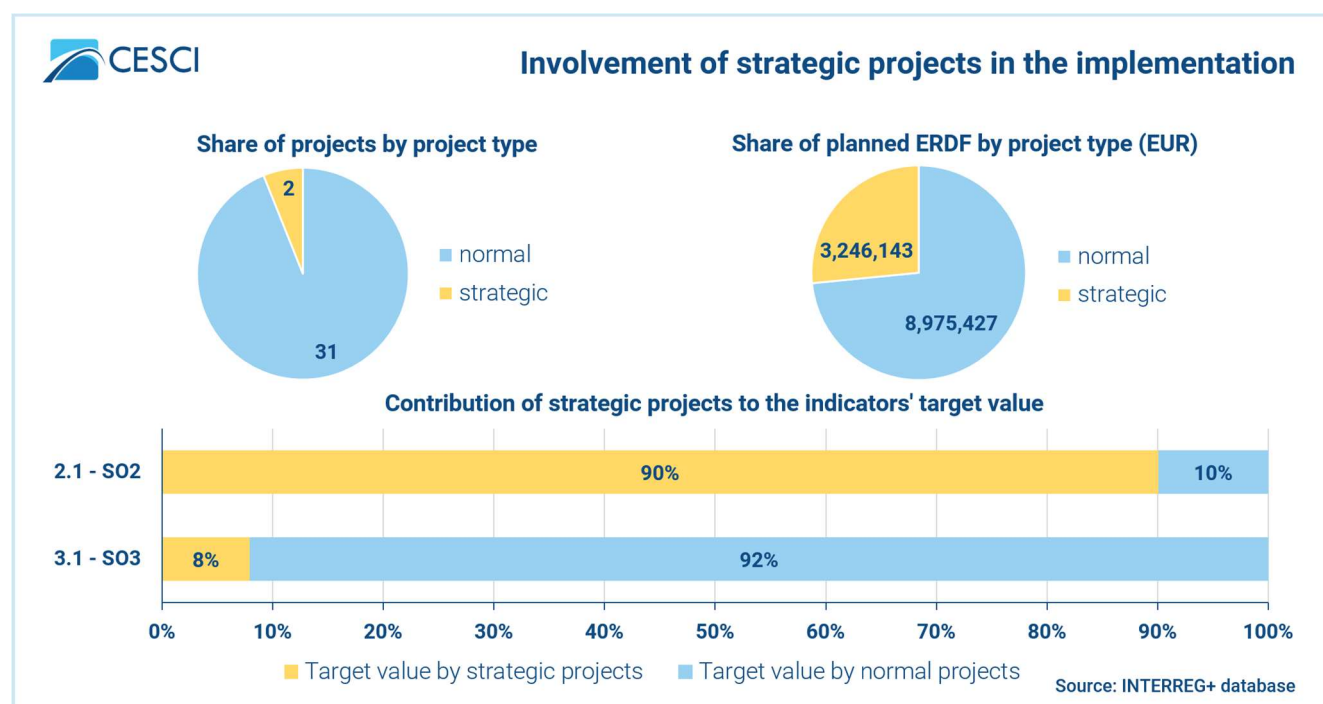 CESCI
Involvement of strategic projects in the implementation
Share of projects by project type
2
31
normal
strategic
Share of planned ERDF by project type (EUR)
3,246,143
8,975,427
normal
strategic
Contribution of strategic projects to the indicators' target value
2.1 - SO2
90%
10%
3.1 - SO3
8%
92%
0%
10%
20%
30%
40%
50%
60%
70%
80%
90%
100%
Target value by strategic projects
Target value by normal projects
Source: INTERREG+ database